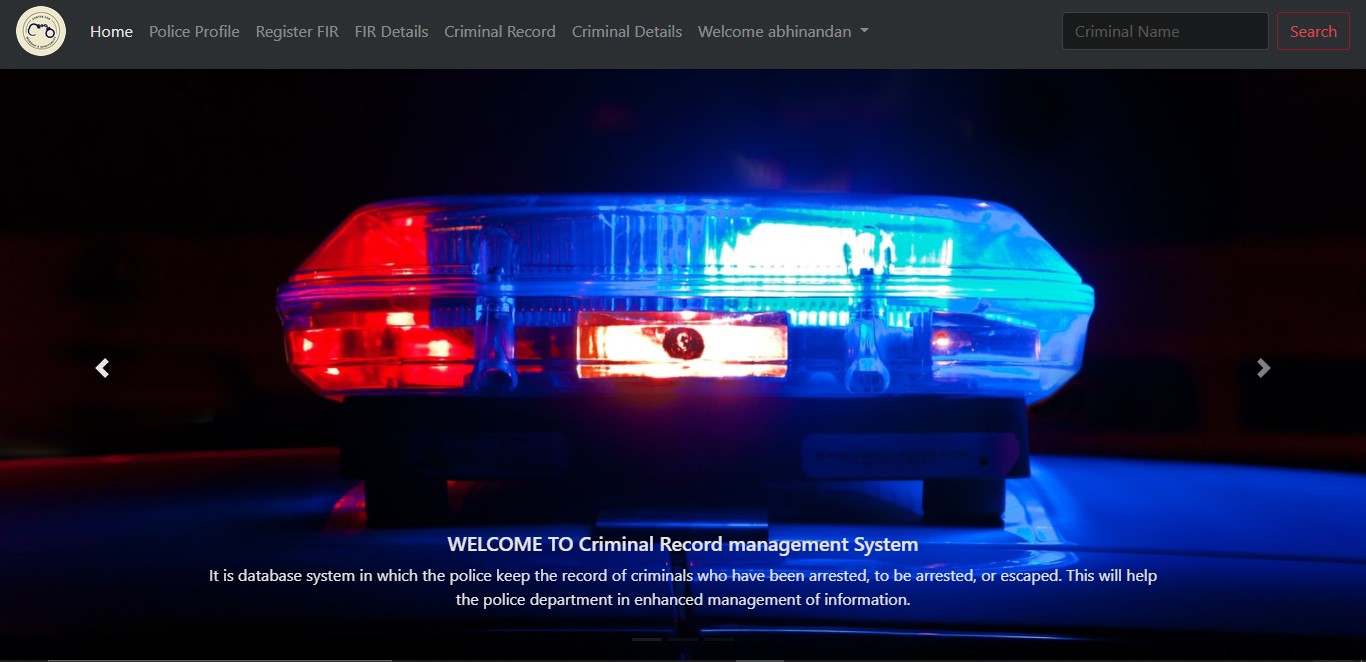 Home Police Profile Register FIR FIR Details Criminal Record Criminal Details Welcome abhinandan Criminal Name Search
WELCOME TO Criminal Record management System
It is database system in which the police keep the record of criminals who have been arrested, to be arrested, or escaped. This will help
the police department in enhanced management of information.